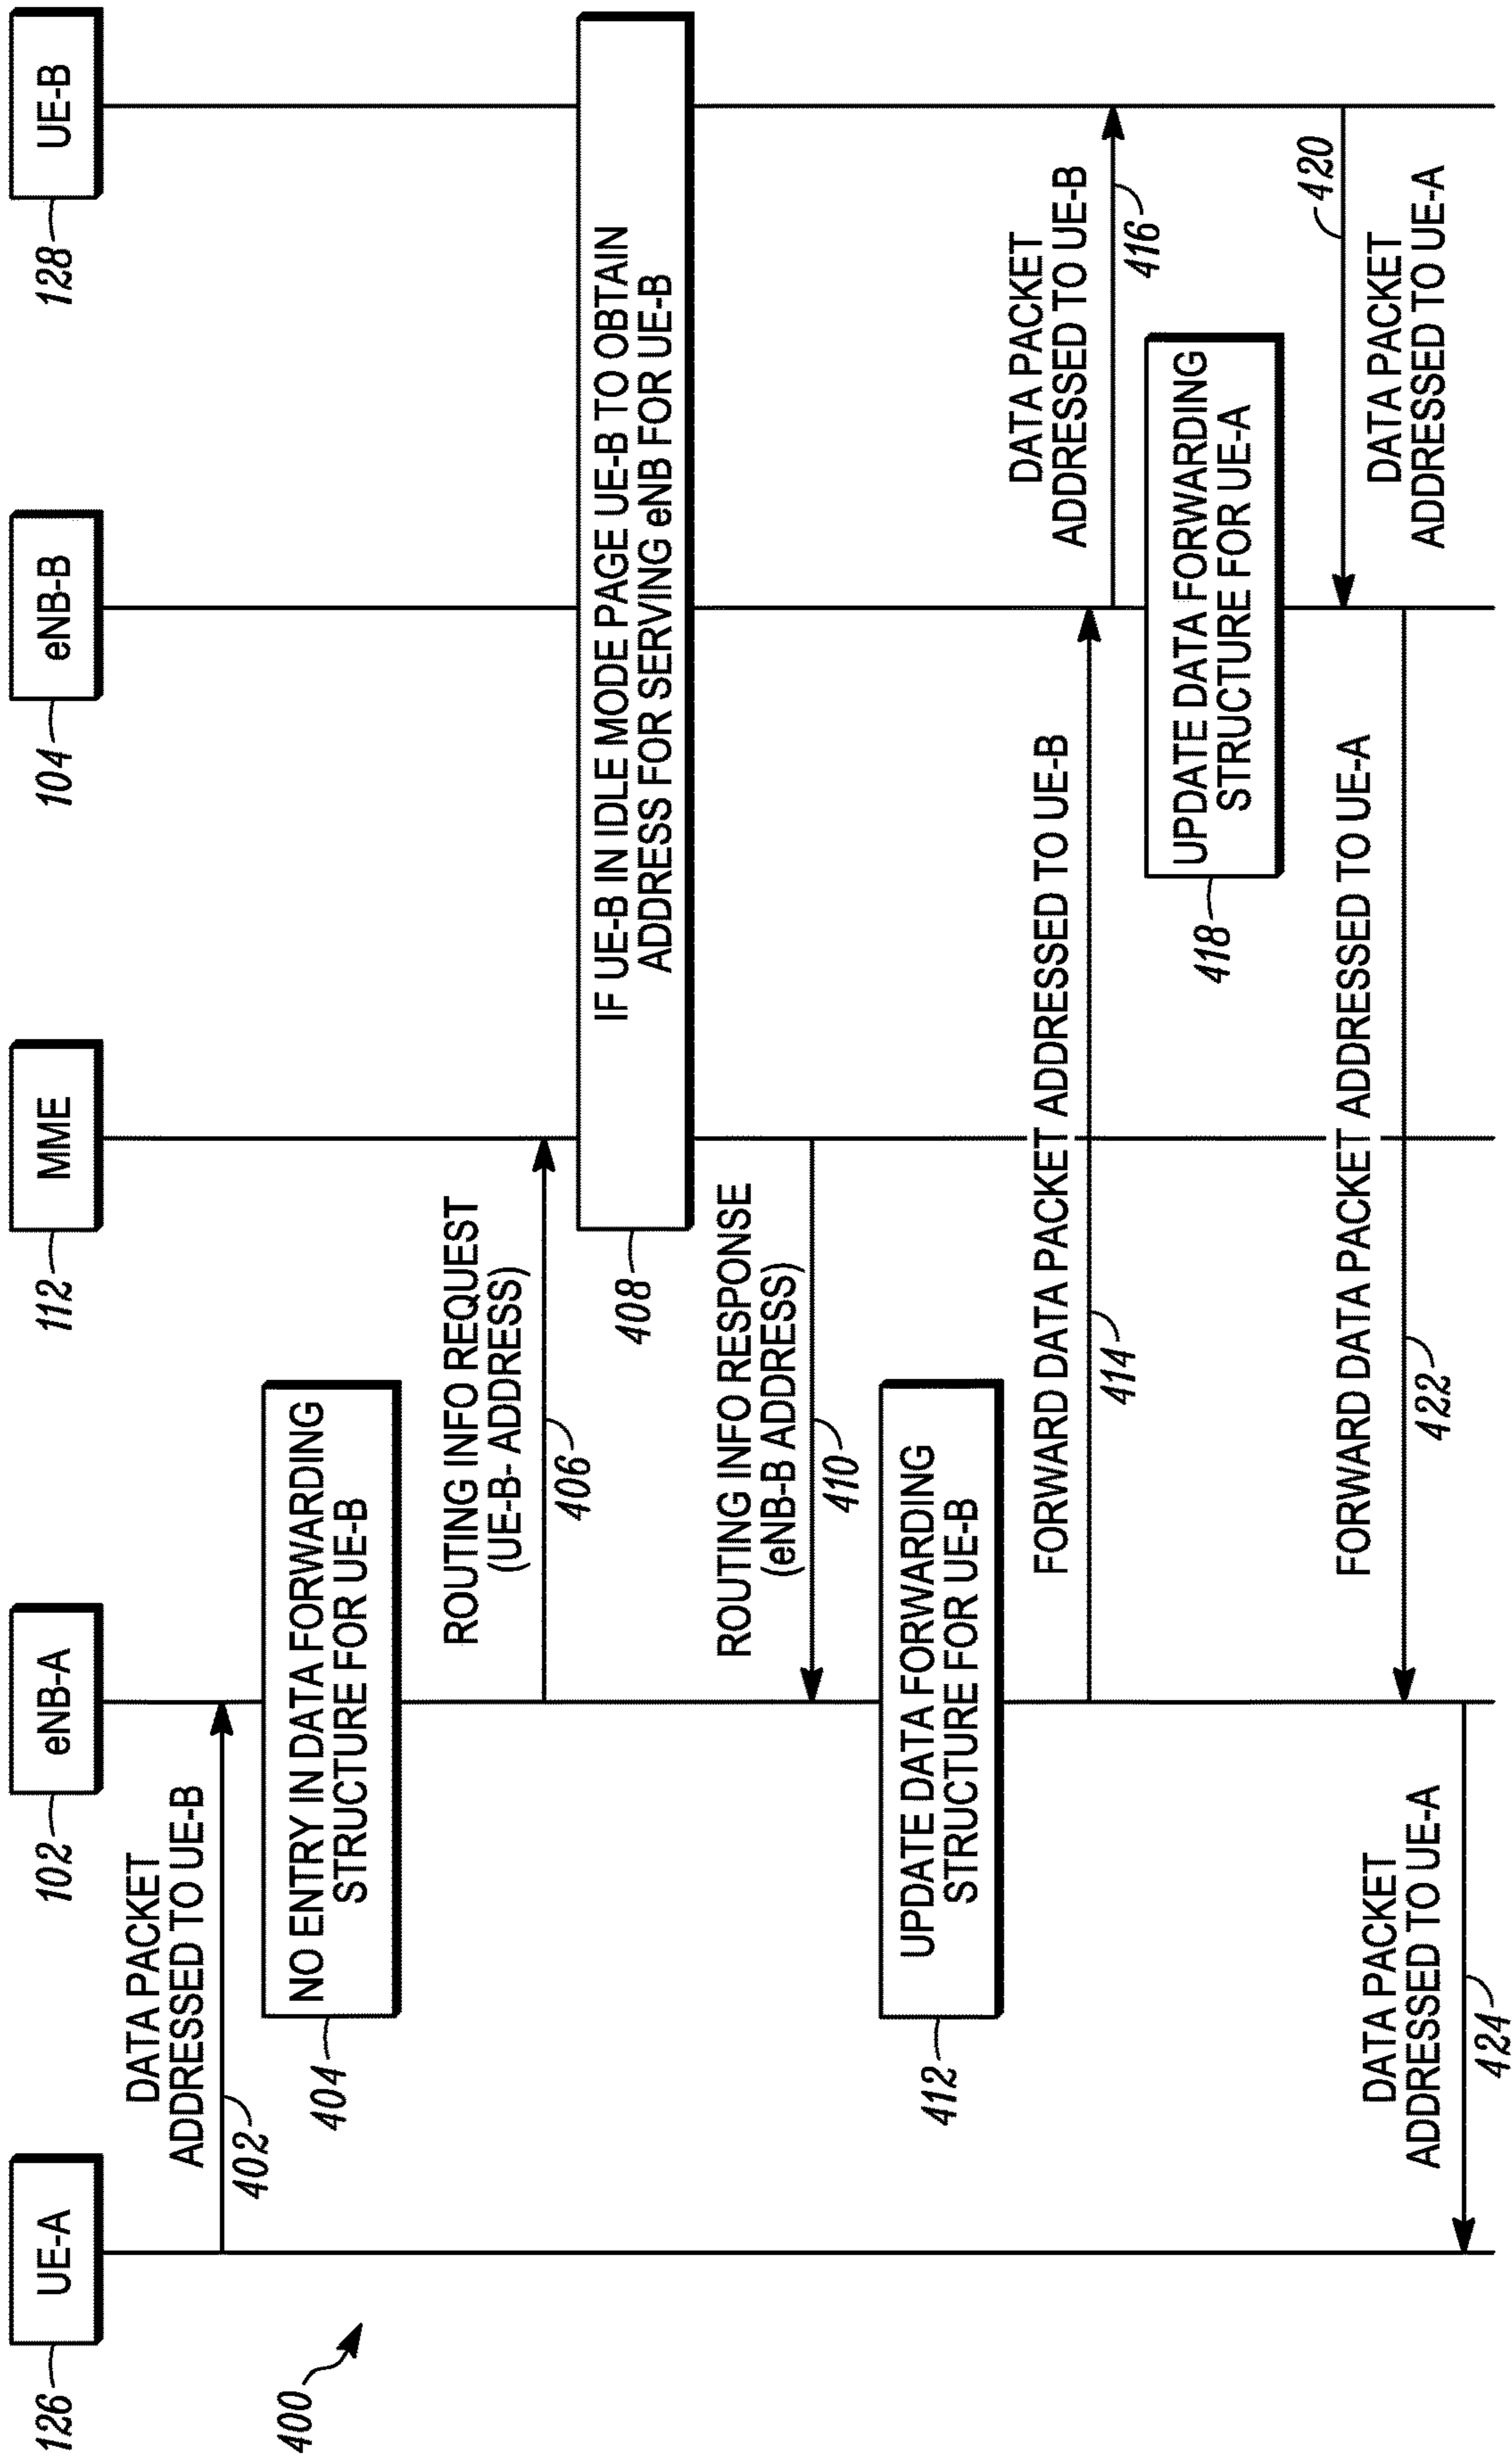 UE-A
eNB-A
MME
eNB-B
UE-B
126
102
112
104
128
400
DATA PACKET
ADDRESSED TO UE-B
402
NO ENTRY IN DATA FORWARDING
STRUCTURE FOR UE-B
404
ROUTING INFO REQUEST
(UE-B- ADDRESS)
406
IF UE-B IN IDLE MODE PAGE UE-B TO OBTAIN
ADDRESS FOR SERVING eNB FOR UE-B
408
ROUTING INFO RESPONSE
(eNB-B ADDRESS)
410
UPDATE DATA FORWARDING
STRUCTURE FOR UE-B
412
FORWARD DATA PACKET ADDRESSED TO UE-B
414
DATA PACKET
ADDRESSED TO UE-B
416
UPDATE DATA FORWARDING
STRUCTURE FOR UE-A
418
420
DATA PACKET
ADDRESSED TO UE-A
FORWARD DATA PACKET ADDRESSED TO UE-A
422
DATA PACKET
ADDRESSED TO UE-A
424